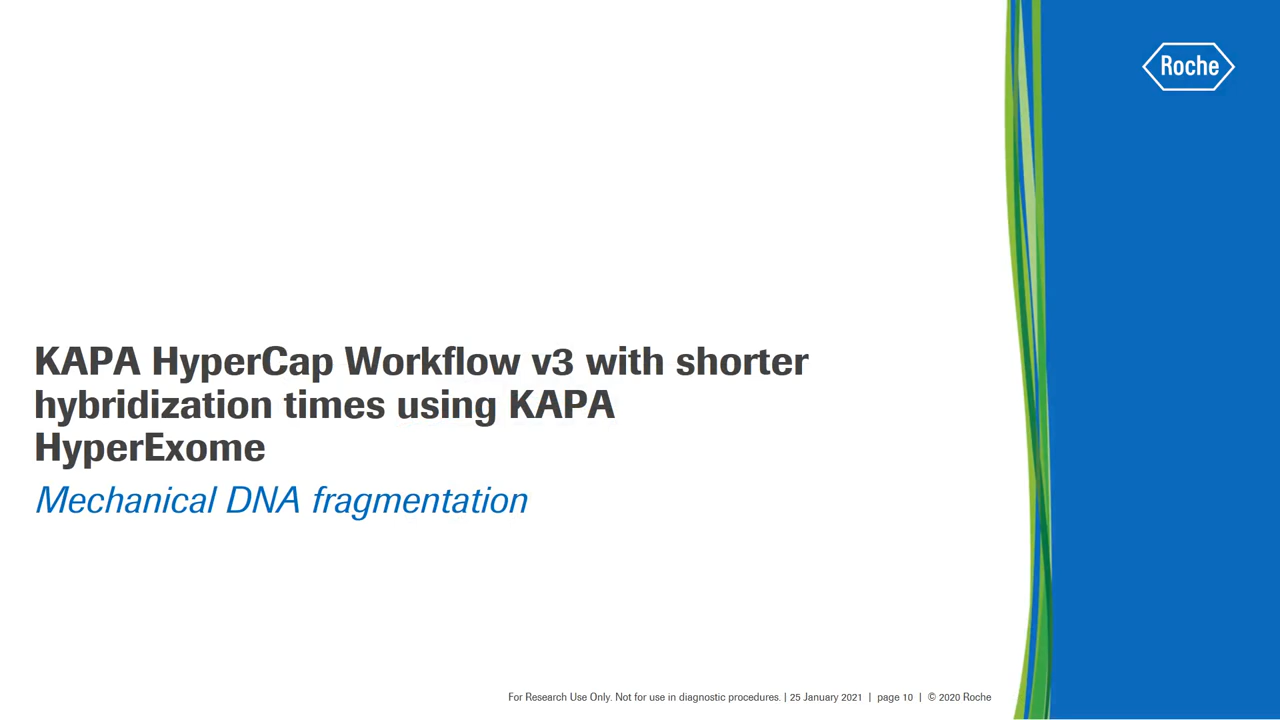 Roche
KAPA HyperCap Workflow v3 with shorter
hybridization times using KAPA
HyperExome
Mechanical DNA fragmentation
For Research Use Only. Not for use in diagnostic procedures. | 25 January 2021 | page 10 | © 2020 Roche